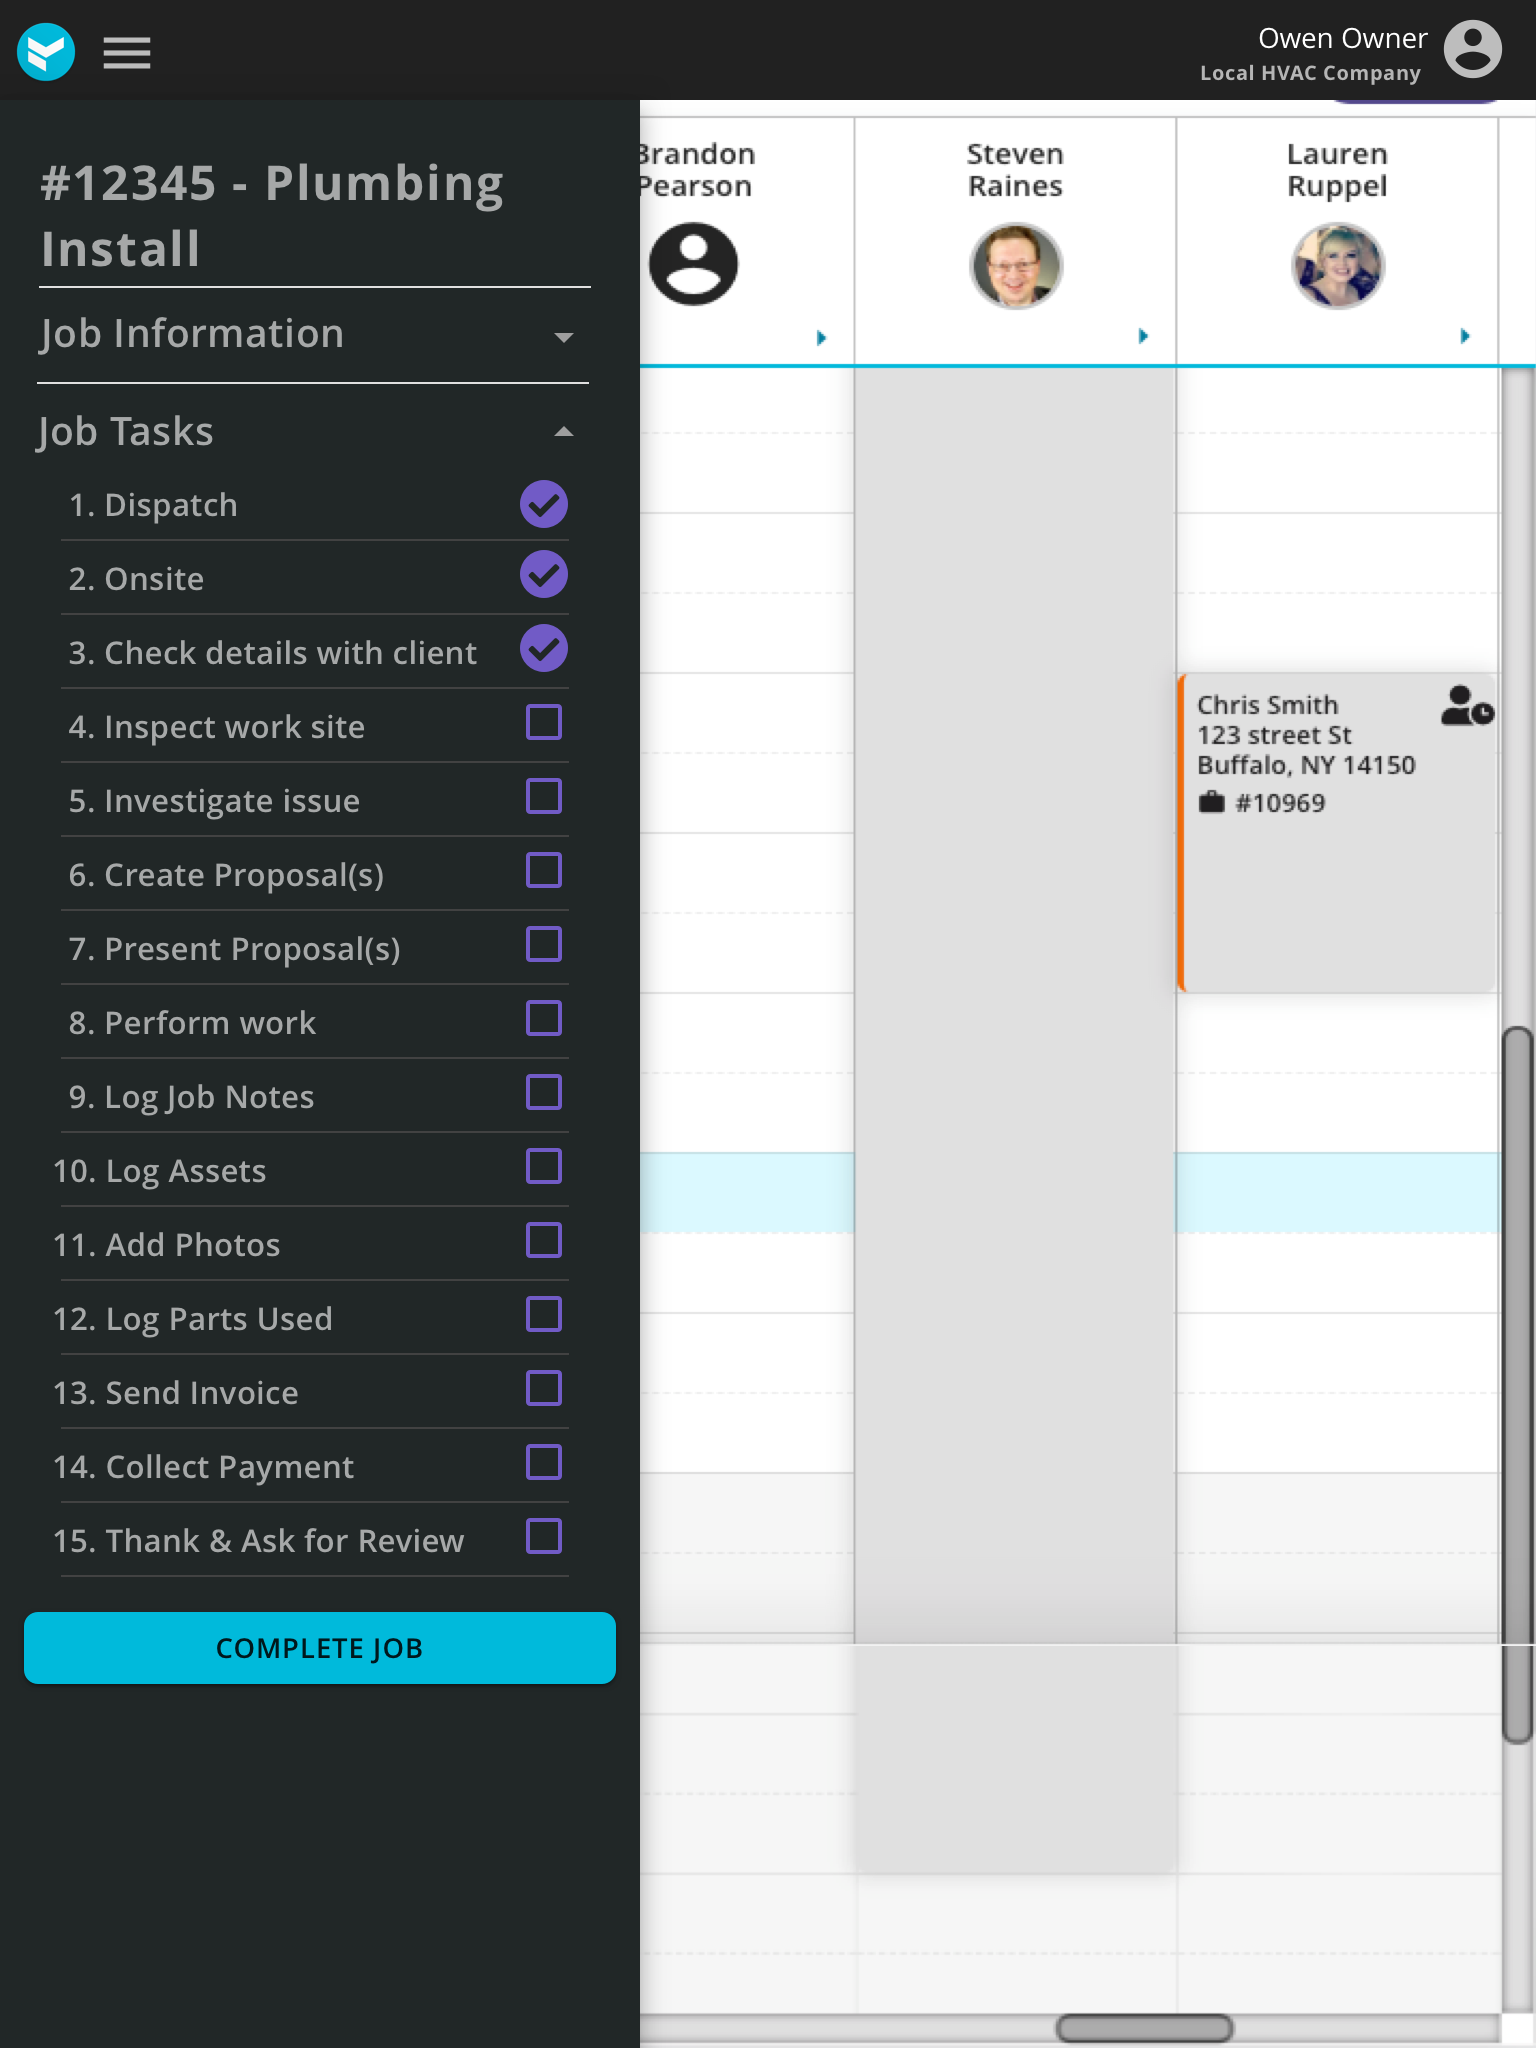 Owen Owner
Local HVAC Company
#12345 - Plumbing
Install
Job Information
Job Tasks
1. Dispatch
2. Onsite
3. Check details with client
4. Inspect work site
5. Investigate issue
6. Create Proposal(s)
7. Present Proposal(s)
8. Perform work
9. Log Job Notes
10. Log Assets
11. Add Photos
12. Log Parts Used
13. Send Invoice
14. Collect Payment
15. Thank & Ask for Review
COMPLETE JOB
Brandon
Pearson
Steven
Raines
Lauren
Ruppel
Chris Smith
123 street St
Buffalo, NY 14150
#10969